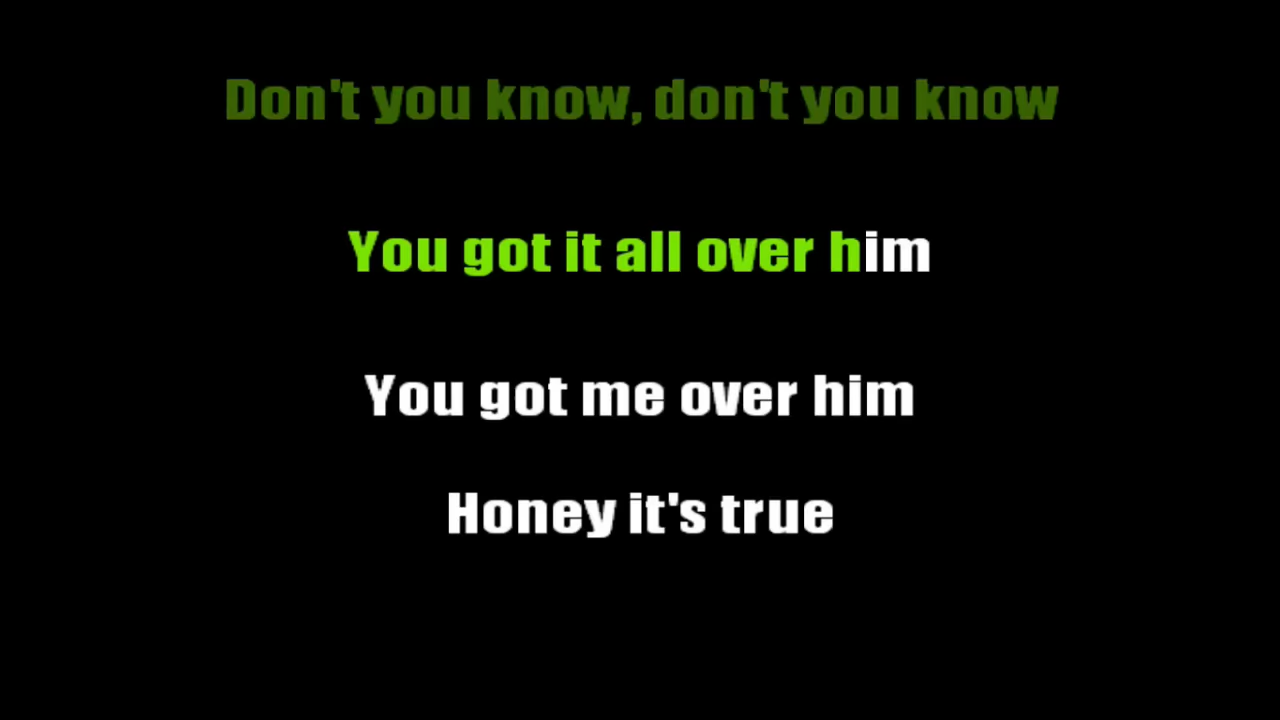 Don't you know, don't you know
You got it all over him
You got me over him
Honey it's true